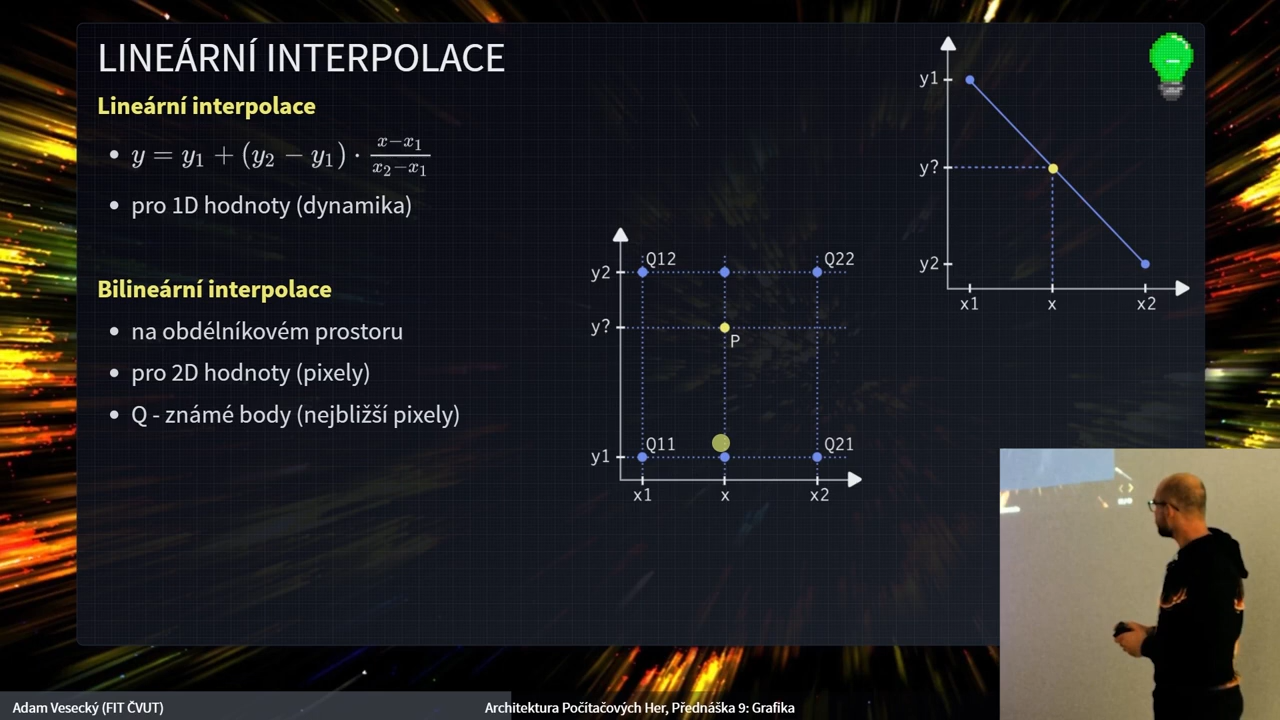 LINEÁRNÍ INTERPOLACE
Lineární interpolace
• y = y₁ + (y₂ − y₁) · (x−x₁)/(x₂−x₁)
• pro 1D hodnoty (dynamika)
Bilineární interpolace
• na obdélníkovém prostoru
• pro 2D hodnoty (pixely)
• Q - známé body (nejbližší pixely)
y2
Q12
Q22
y?
P
y1
Q11
Q21
x1
x
x2
y1
y?
y2
x1
x
x2
Adam Vesecký (FIT ČVUT)
Architektura Počítačových Her, Přednáška 9: Grafika